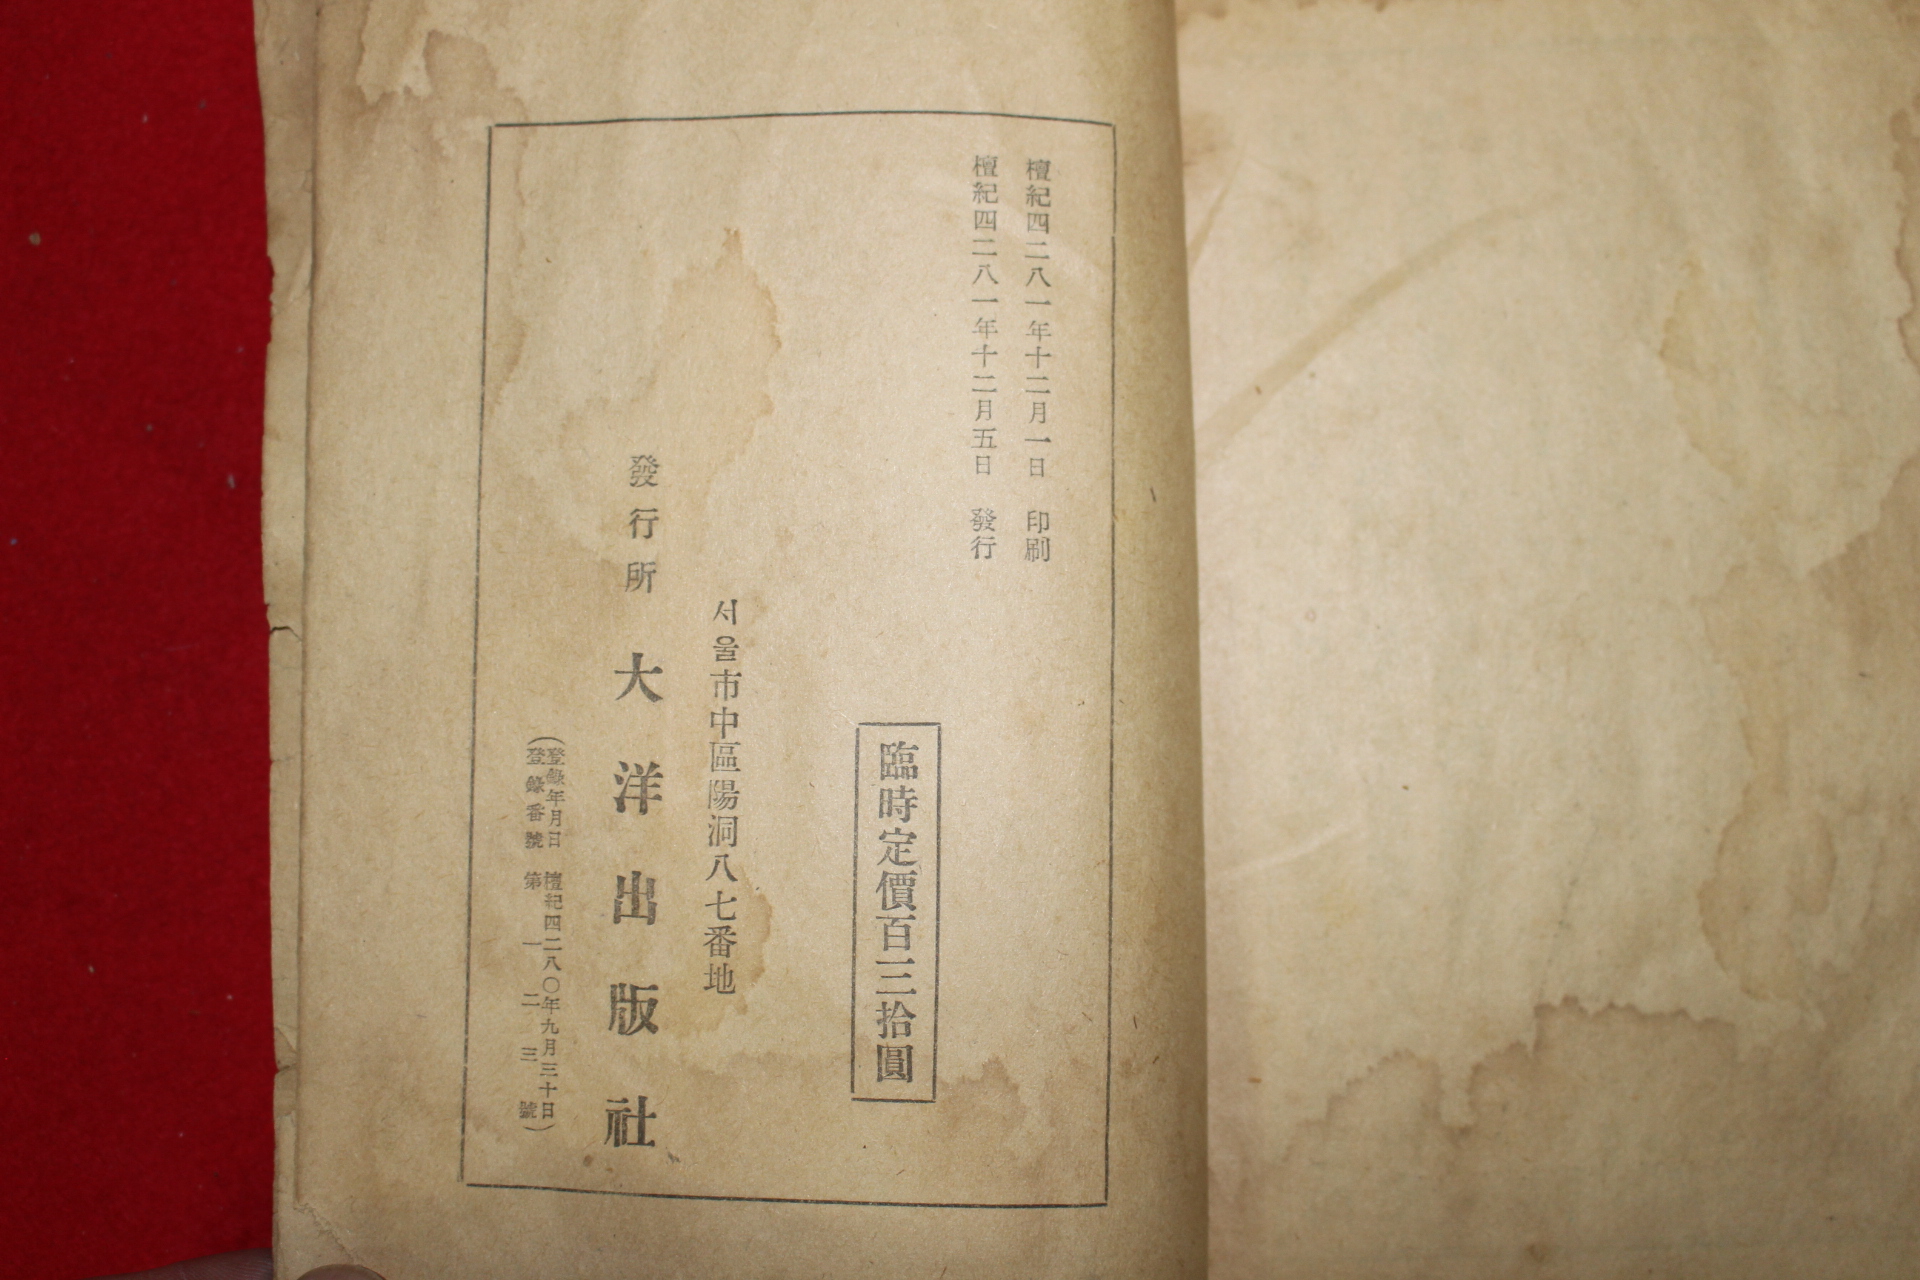 檀紀四二八一年十二月一日 印刷
檀紀四二八一年十二月五日 發行
臨時定價百三拾圓
서울市中區陽洞八七番地
發行所 大洋出版社
(登錄年月日 檀紀四二八〇年九月三十日)
(登錄番號 第一二三號)